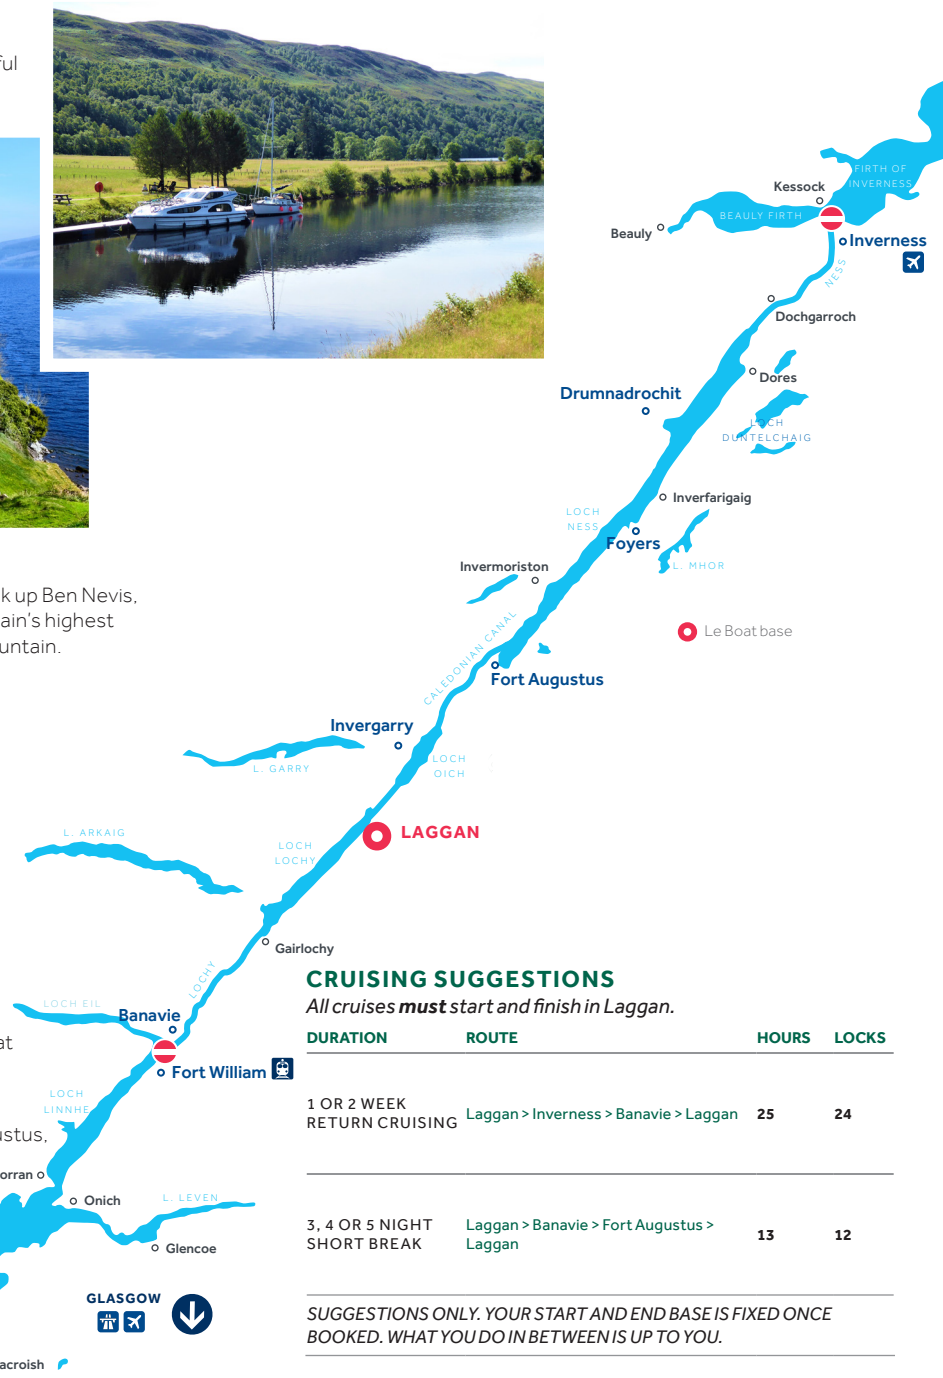 k up Ben Nevis,
ain's highest
untain.
at
FIRTH OF
INVERNESS
Kessock
BEAULY FIRTH
Beauly
Inverness
NESS
Dochgarroch
Dores
Drumnadrochit
LOCH
DUNTELCHAIG
Inverfarigaig
LOCH
NESS
Foyers
L. MHOR
Invermoriston
Le Boat base
CALEDONIAN CANAL
Fort Augustus
Invergarry
LOCH
OICH
L. GARRY
LAGGAN
L. ARKAIG
LOCH
LOCHY
Gairlochy
LOCHY
LOCH EIL
Banavie
Fort William
LOCH
LINNHE
ustus,
orran
Onich
L. LEVEN
Glencoe
GLASGOW
acroish
CRUISING SUGGESTIONS
All cruises must start and finish in Laggan.
DURATION ROUTE HOURS LOCKS
1 OR 2 WEEK
RETURN CRUISING
Laggan > Inverness > Banavie > Laggan 25 24
3, 4 OR 5 NIGHT
SHORT BREAK
Laggan > Banavie > Fort Augustus >
Laggan
13 12
SUGGESTIONS ONLY. YOUR START AND END BASE IS FIXED ONCE
BOOKED. WHAT YOU DO IN BETWEEN IS UP TO YOU.